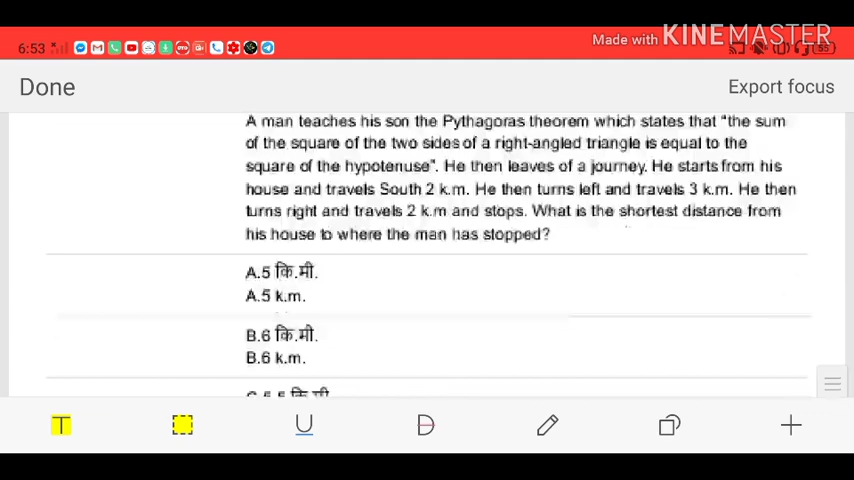 Made with KINEMASTER
6:53
55
Done
Export focus
A man teaches his son the Pythagoras theorem which states that "the sum
of the square of the two sides of a right-angled triangle is equal to the
square of the hypotenuse". He then leaves of a journey. He starts from his
house and travels South 2 k.m. He then turns left and travels 3 k.m. He then
turns right and travels 2 k.m and stops. What is the shortest distance from
his house to where the man has stopped?
A.5 कि.मी.
A.5 k.m.
B.6 कि.मी.
B.6 k.m.
T
U
D